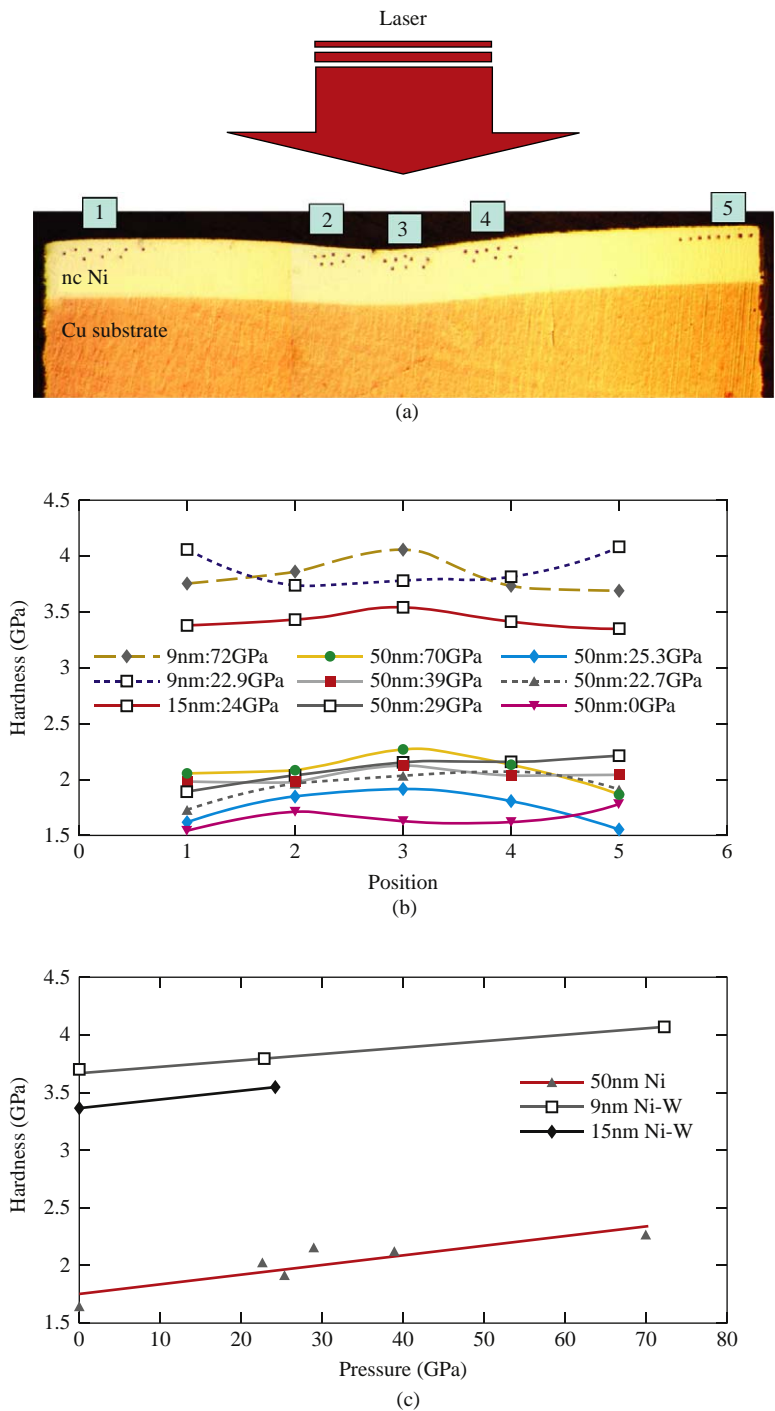 Laser
1
2
3
4
5
nc Ni
Cu substrate
(a)
4.5
4
3.5
3
2.5
2
1.5
Hardness (GPa)
9nm:72GPa
50nm:70GPa
50nm:25.3GPa
9nm:22.9GPa
50nm:39GPa
50nm:22.7GPa
15nm:24GPa
50nm:29GPa
50nm:0GPa
0 1 2 3 4 5 6
Position
(b)
4.5
4
3.5
3
2.5
2
1.5
Hardness (GPa)
50nm Ni
9nm Ni-W
15nm Ni-W
0 10 20 30 40 50 60 70 80
Pressure (GPa)
(c)